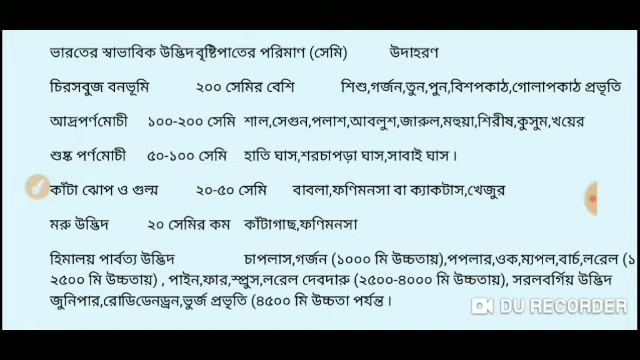 ভারতের স্বাভাবিক উদ্ভিদ বৃষ্টিপাতের পরিমাণ (সেমি) উদাহরণ
চিরসবুজ বনভূমি ২০০ সেমির বেশি শিশু,গর্জন,তুন,পুন,বিশপকাঠ,গোলাপকাঠ প্রভৃতি
আদ্রপর্ণমোচী ১০০-২০০ সেমি শাল,সেগুন,পলাশ,আবলুশ,জারুল,মহুয়া,শিরীষ,কুসুম,খয়ের
শুষ্ক পর্ণমোচী ৫০-১০০ সেমি হাতি ঘাস,শরচাপড়া ঘাস,সাবাই ঘাস।
কাঁটা ঝোপ ও গুল্ম ২০-৫০ সেমি বাবলা,ফণিমনসা বা ক্যাকটাস,খেজুর
মরু উদ্ভিদ ২০ সেমির কম কাঁটাগাছ,ফণিমনসা
হিমালয় পার্বত্য উদ্ভিদ চাপলাস,গর্জন (১০০০ মি উচ্চতায়),পপলার,ওক,ম্যপল,বার্চ,লরেল (১
২৫০০ মি উচ্চতায়) , পাইন,ফার,স্প্রুস,লরেল দেবদারু (২৫০০-৪০০০ মি উচ্চতায়), সরলবর্গিয় উদ্ভিদ
জুনিপার,রোডিডেনড্রন,ভুর্জ প্রভৃতি (৪৫০০ মি উচ্চতা পর্যন্ত।
DU RECORDER